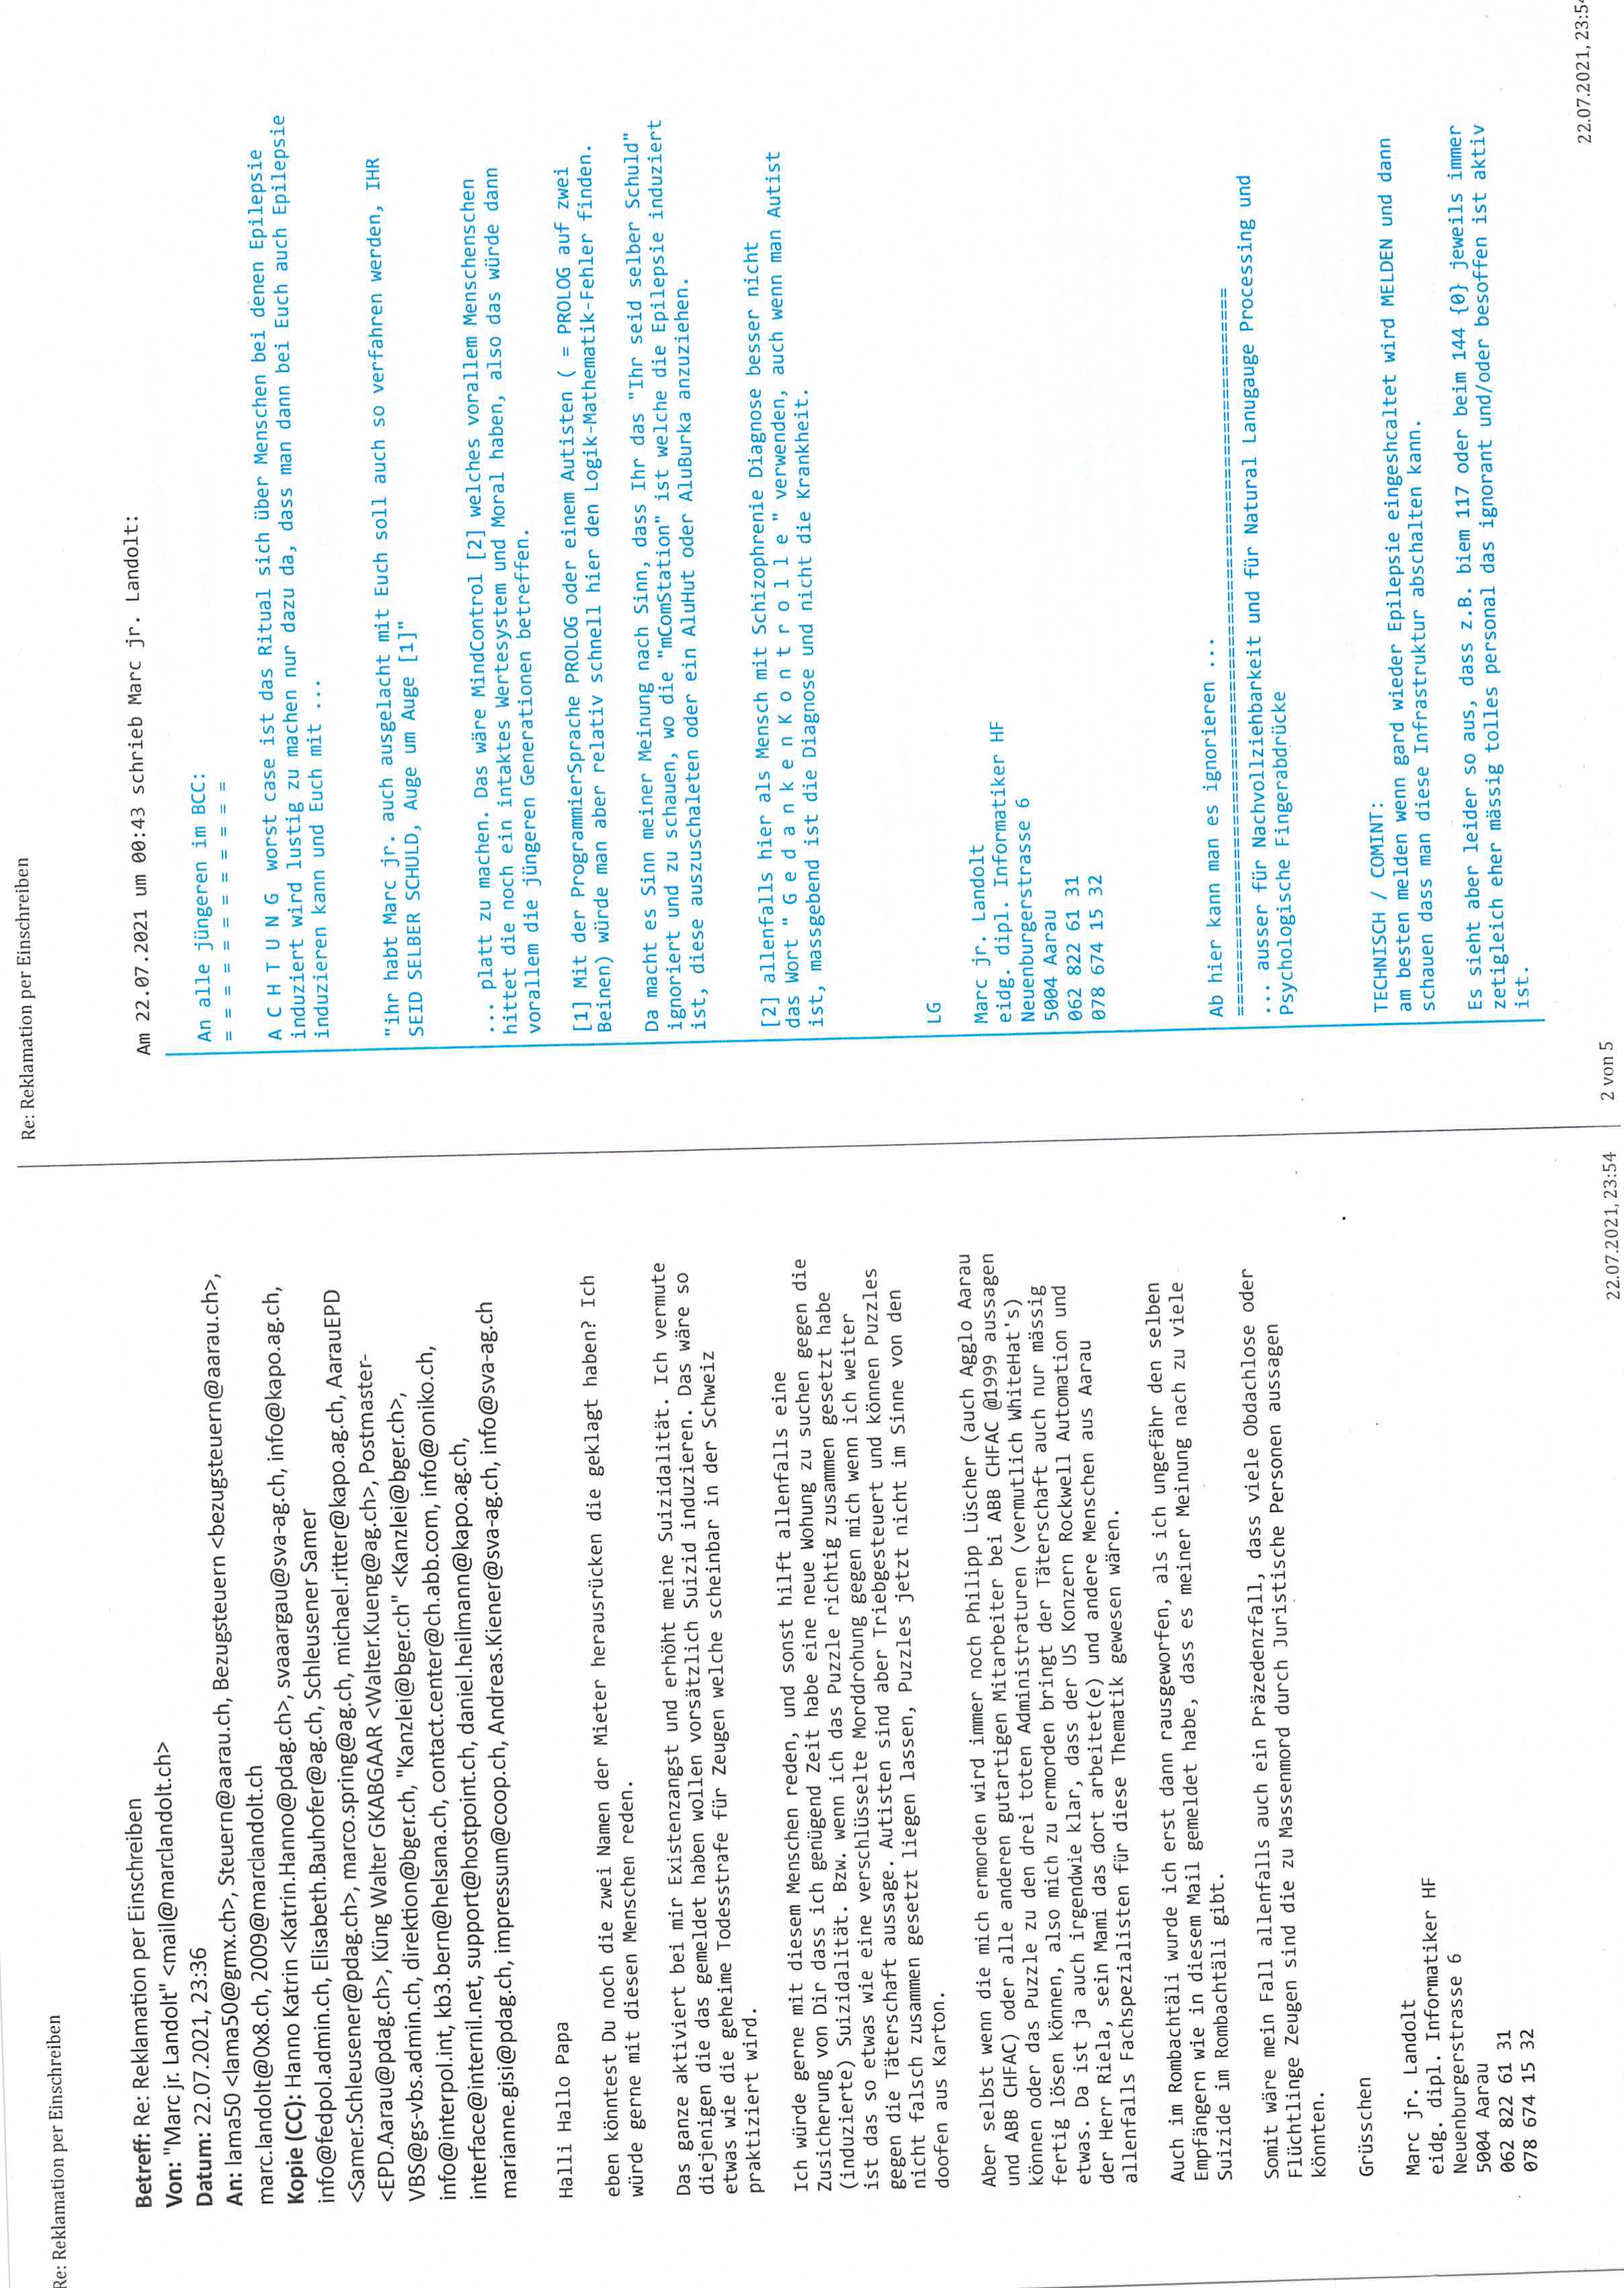 Re: Reklamation per Einschreiben
Betreff: Re: Reklamation per Einschreiben
Von: "Marc jr. Landolt" <mail@marclandolt.ch>
Datum: 22.07.2021, 23:36
An: lama50 <lama50@gmx.ch>, Steuern@aarau.ch, Bezugsteuern <bezugsteuern@aarau.ch>,
marc.landolt@0x8.ch, 2009@marclandolt.ch
Kopie (CC): Hanno Katrin <Katrin.Hanno@pdag.ch>, svaaargau@sva-ag.ch, info@kapo.ag.ch,
info@fedpol.admin.ch, Elisabeth.Bauhofer@ag.ch, Schleusener Samer
<Samer.Schleusener@pdag.ch>, marco.spring@ag.ch, michael.ritter@kapo.ag.ch, AarauEPD
<EPD.Aarau@pdag.ch>, Küng Walter GKABGAAR <Walter.Kueng@ag.ch>, Postmaster-
VBS@gs-vbs.admin.ch, direktion@bger.ch, "Kanzlei@bger.ch" <Kanzlei@bger.ch>,
info@interpol.int, kb3.bern@helsana.ch, contact.center@ch.abb.com, info@oniko.ch,
interface@internil.net, support@hostpoint.ch, daniel.heilmann@kapo.ag.ch,
marianne.gisi@pdag.ch, impressum@coop.ch, Andreas.Kiener@sva-ag.ch, info@sva-ag.ch
Halli Hallo Papa
eben könntest Du noch die zwei Namen der Mieter herausrücken die geklagt haben? Ich
würde gerne mit diesen Menschen reden.
Das ganze aktiviert bei mir Existenzangst und erhöht meine Suizidalität. Ich vermute
diejenigen die das gemeldet haben wollen vorsätzlich Suizid induzieren. Das wäre so
etwas wie die geheime Todesstrafe für Zeugen welche scheinbar in der Schweiz
praktiziert wird.
Ich würde gerne mit diesem Menschen reden, und sonst hilft allenfalls eine
Zusicherung von Dir dass ich genügend Zeit habe eine neue Wohung zu suchen gegen die
(induzierte) Suizidalität. Bzw. wenn ich das Puzzle richtig zusammen gesetzt habe
ist das so etwas wie eine verschlüsselte Morddrohung gegen mich wenn ich weiter
gegen die Täterschaft aussage. Autisten sind aber Triebgesteuert und können Puzzles
nicht falsch zusammen gesetzt liegen lassen, Puzzles jetzt nicht im Sinne von den
doofen aus Karton.
Aber selbst wenn die mich ermorden wird immer noch Philipp Lüscher (auch Agglo Aarau
und ABB CHFAC) oder alle anderen gutartigen Mitarbeiter bei ABB CHFAC @1999 aussagen
können oder das Puzzle zu den drei toten Administraturen (vermutlich WhiteHat's)
fertig lösen können, also mich zu ermorden bringt der Täterschaft auch nur mässig
etwas. Da ist ja auch irgendwie klar, dass der US Konzern Rockwell Automation und
der Herr Riela, sein Mami das dort arbeitet(e) und andere Menschen aus Aarau
allenfalls Fachspezialisten für diese Thematik gewesen wären.
Auch im Rombachtäli wurde ich erst dann rausgeworfen, als ich ungefähr den selben
Empfängern wie in diesem Mail gemeldet habe, dass es meiner Meinung nach zu viele
Suizide im Rombachtäli gibt.
Somit wäre mein Fall allenfalls auch ein Präzedenzfall, dass viele Obdachlose oder
Flüchtlinge Zeugen sind die zu Massenmord durch Juristische Personen aussagen
könnten.
Grüsschen
Marc jr. Landolt
eidg. dipl. Informatiker HF
Neuenburgerstrasse 6
5004 Aarau
062 822 61 31
078 674 15 32
22.07.2021, 23:54
Re: Reklamation per Einschreiben
Am 22.07.2021 um 00:43 schrieb Marc jr. Landolt:
An alle jüngeren im BCC:
= = = = = = = = = = = =
A C H T U N G  worst case ist das Ritual sich über Menschen bei denen Epilepsie
induziert wird lustig zu machen nur dazu da, dass man dann bei Euch auch Epilepsie
induzieren kann und Euch mit ...
"ihr habt Marc jr. auch ausgelacht mit Euch soll auch so verfahren werden, IHR
SEID SELBER SCHULD, Auge um Auge [1]"
... platt zu machen. Das wäre MindControl [2] welches vorallem Menschenschen
hittet die noch ein intaktes Wertesystem und Moral haben, also das würde dann
vorallem die jüngeren Generationen betreffen.
[1] Mit der ProgrammierSprache PROLOG oder einem Autisten ( = PROLOG auf zwei
Beinen) würde man aber relativ schnell hier den Logik-Mathematik-Fehler finden.
Da macht es Sinn meiner Meinung nach Sinn, dass Ihr das "Ihr seid selber Schuld"
ignoriert und zu schauen, wo die "mComStation" ist welche die Epilepsie induziert
ist, diese auszuschaleten oder ein AluHut oder AluBurka anzuziehen.
[2] allenfalls hier als Mensch mit Schizophrenie Diagnose besser nicht
das Wort " G e d a n k e n K o n t r o l l e " verwenden, auch wenn man Autist
ist, massgebend ist die Diagnose und nicht die Krankheit.
LG
Marc jr. Landolt
eidg. dipl. Informatiker HF
Neuenburgerstrasse 6
5004 Aarau
062 822 61 31
078 674 15 32
Ab hier kann man es ignorieren ...
=================================================================
... ausser für Nachvollziehbarkeit und für Natural Lanugauge Processing und
Psychologische Fingerabdrücke
TECHNISCH / COMINT:
am besten melden wenn gard wieder Epilepsie eingeshcaltet wird MELDEN und dann
schauen dass man diese Infrastruktur abschalten kann.
Es sieht aber leider so aus, dass z.B. biem 117 oder beim 144 {0} jeweils immer
zetigleich eher mässig tolles personal das ignorant und/oder besoffen ist aktiv
ist.
2 von 5
22.07.2021, 23:54